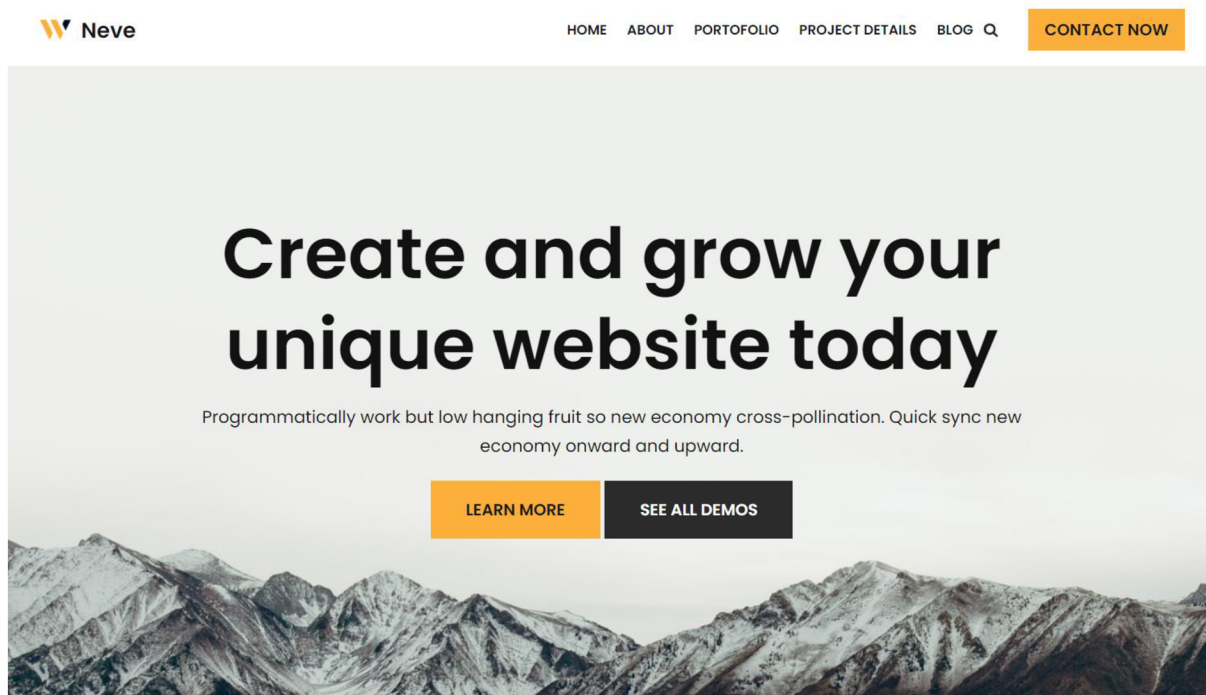 Neve
HOME ABOUT PORTOFOLIO PROJECT DETAILS BLOG
CONTACT NOW
Create and grow your
unique website today
Programmatically work but low hanging fruit so new economy cross-pollination. Quick sync new
economy onward and upward.
LEARN MORE
SEE ALL DEMOS